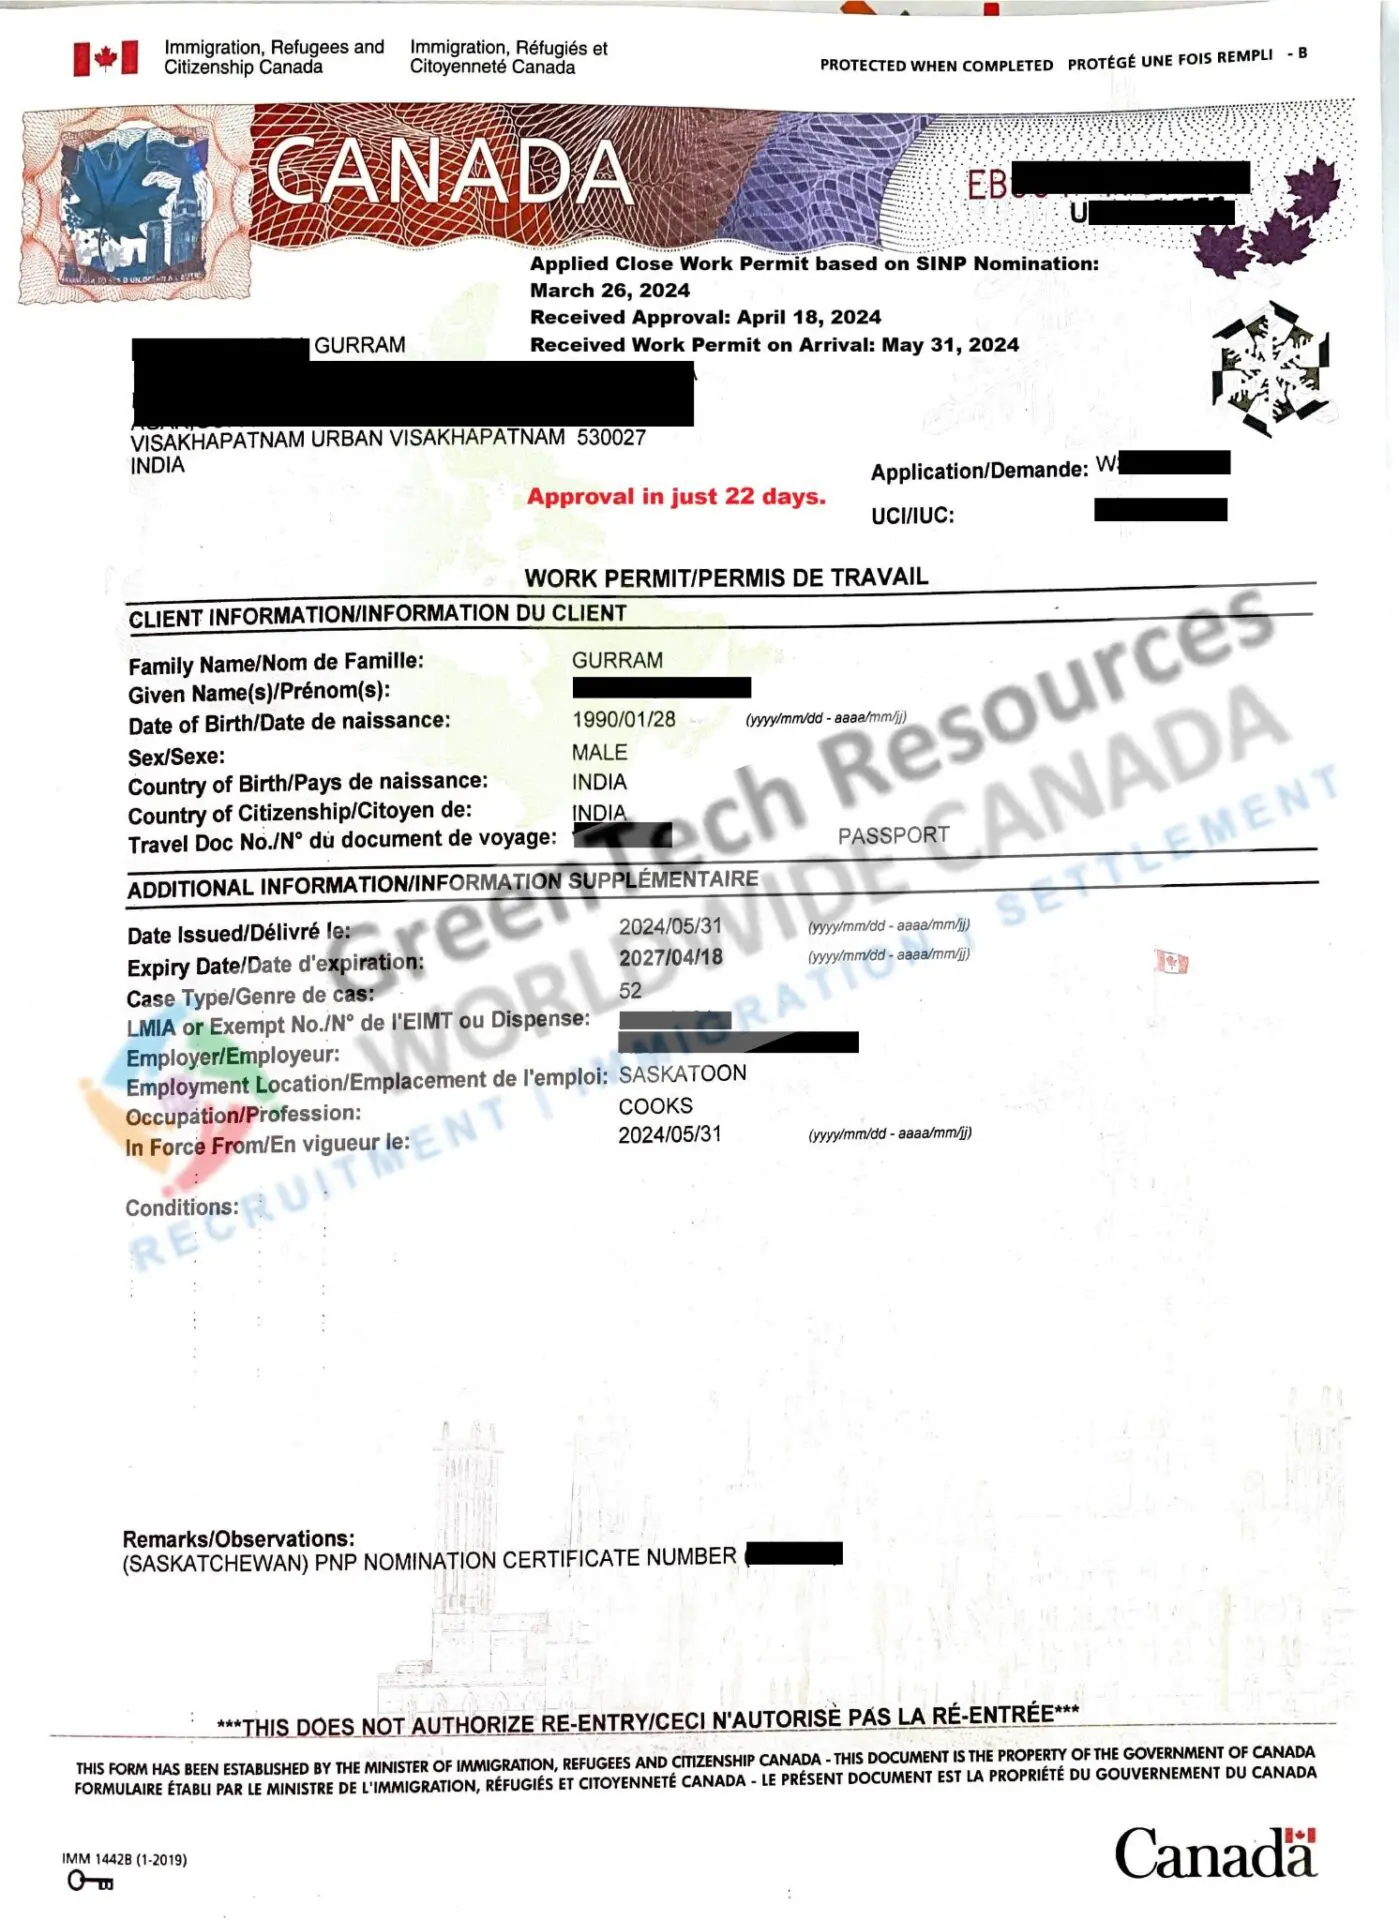 Immigration, Refugees and Citizenship Canada
Immigration, Réfugiés et Citoyenneté Canada
PROTECTED WHEN COMPLETED PROTÉGÉ UNE FOIS REMPLI - B
CANADA
EB
U
Applied Close Work Permit based on SINP Nomination:
March 26, 2024
Received Approval: April 18, 2024
Received Work Permit on Arrival: May 31, 2024
GURRAM
VISAKHAPATNAM URBAN VISAKHAPATNAM 530027
INDIA
Approval in just 22 days.
Application/Demande: W
UCI/IUC:
WORK PERMIT/PERMIS DE TRAVAIL
CLIENT INFORMATION/INFORMATION DU CLIENT
Family Name/Nom de Famille: GURRAM
Given Name(s)/Prénom(s):
Date of Birth/Date de naissance: 1990/01/28 (yyyy/mm/dd - aaaa/mm/jj)
Sex/Sexe: MALE
Country of Birth/Pays de naissance: INDIA
Country of Citizenship/Citoyen de: INDIA
Travel Doc No./N° du document de voyage: PASSPORT
ADDITIONAL INFORMATION/INFORMATION SUPPLÉMENTAIRE
Date Issued/Délivré le: 2024/05/31 (yyyy/mm/dd - aaaa/mm/jj)
Expiry Date/Date d'expiration: 2027/04/18 (yyyy/mm/dd - aaaa/mm/jj)
Case Type/Genre de cas: 52
LMIA or Exempt No./N° de l'EIMT ou Dispense:
Employer/Employeur:
Employment Location/Emplacement de l'emploi: SASKATOON
Occupation/Profession: COOKS
In Force From/En vigueur le: 2024/05/31 (yyyy/mm/dd - aaaa/mm/jj)
Conditions:
GreenTech Resources
WORLDWIDE CANADA
RECRUITMENT | IMMIGRATION | SETTLEMENT
Remarks/Observations:
(SASKATCHEWAN) PNP NOMINATION CERTIFICATE NUMBER
***THIS DOES NOT AUTHORIZE RE-ENTRY/CECI N'AUTORISE PAS LA RÉ-ENTRÉE***
THIS FORM HAS BEEN ESTABLISHED BY THE MINISTER OF IMMIGRATION, REFUGEES AND CITIZENSHIP CANADA - THIS DOCUMENT IS THE PROPERTY OF THE GOVERNMENT OF CANADA
FORMULAIRE ÉTABLI PAR LE MINISTRE DE L'IMMIGRATION, RÉFUGIÉS ET CITOYENNETÉ CANADA - LE PRÉSENT DOCUMENT EST LA PROPRIÉTÉ DU GOUVERNEMENT DU CANADA
IMM 1442B (1-2019)
Canada